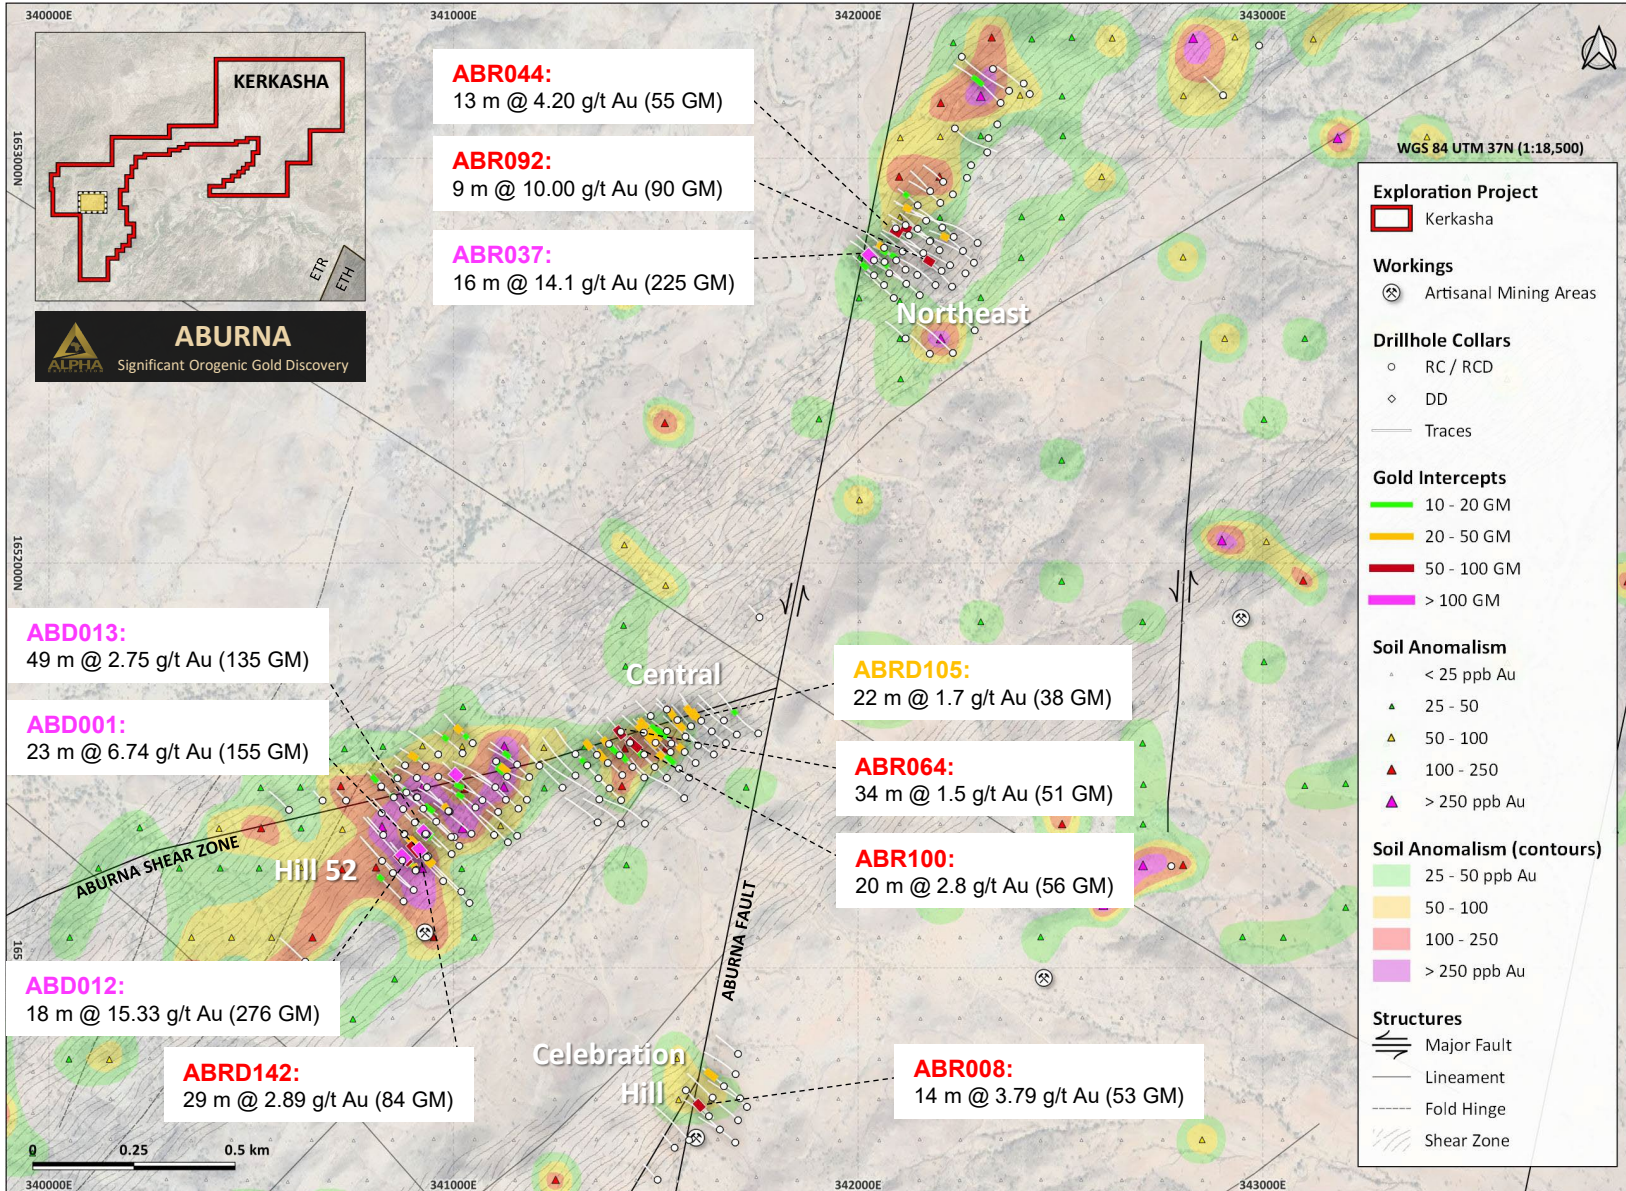 340000E
341000E
342000E
343000E
KERKASHA
ETR
ETH
ALPHA
EXPLORATION
ABURNA
Significant Orogenic Gold Discovery
1653000N
1652000N
165
ABR044:
13 m @ 4.20 g/t Au (55 GM)
ABR092:
9 m @ 10.00 g/t Au (90 GM)
ABR037:
16 m @ 14.1 g/t Au (225 GM)
Northeast
ABD013:
49 m @ 2.75 g/t Au (135 GM)
ABD001:
23 m @ 6.74 g/t Au (155 GM)
Central
ABRD105:
22 m @ 1.7 g/t Au (38 GM)
ABR064:
34 m @ 1.5 g/t Au (51 GM)
ABR100:
20 m @ 2.8 g/t Au (56 GM)
ABURNA SHEAR ZONE
Hill 52
ABURNA FAULT
ABD012:
18 m @ 15.33 g/t Au (276 GM)
ABRD142:
29 m @ 2.89 g/t Au (84 GM)
Celebration
Hill
ABR008:
14 m @ 3.79 g/t Au (53 GM)
0
0.25
0.5 km
340000E
341000E
342000E
343000E
WGS 84 UTM 37N (1:18,500)
Exploration Project
Kerkasha
Workings
Artisanal Mining Areas
Drillhole Collars
RC / RCD
DD
Traces
Gold Intercepts
10 - 20 GM
20 - 50 GM
50 - 100 GM
> 100 GM
Soil Anomalism
< 25 ppb Au
25 - 50
50 - 100
100 - 250
> 250 ppb Au
Soil Anomalism (contours)
25 - 50 ppb Au
50 - 100
100 - 250
> 250 ppb Au
Structures
Major Fault
Lineament
Fold Hinge
Shear Zone